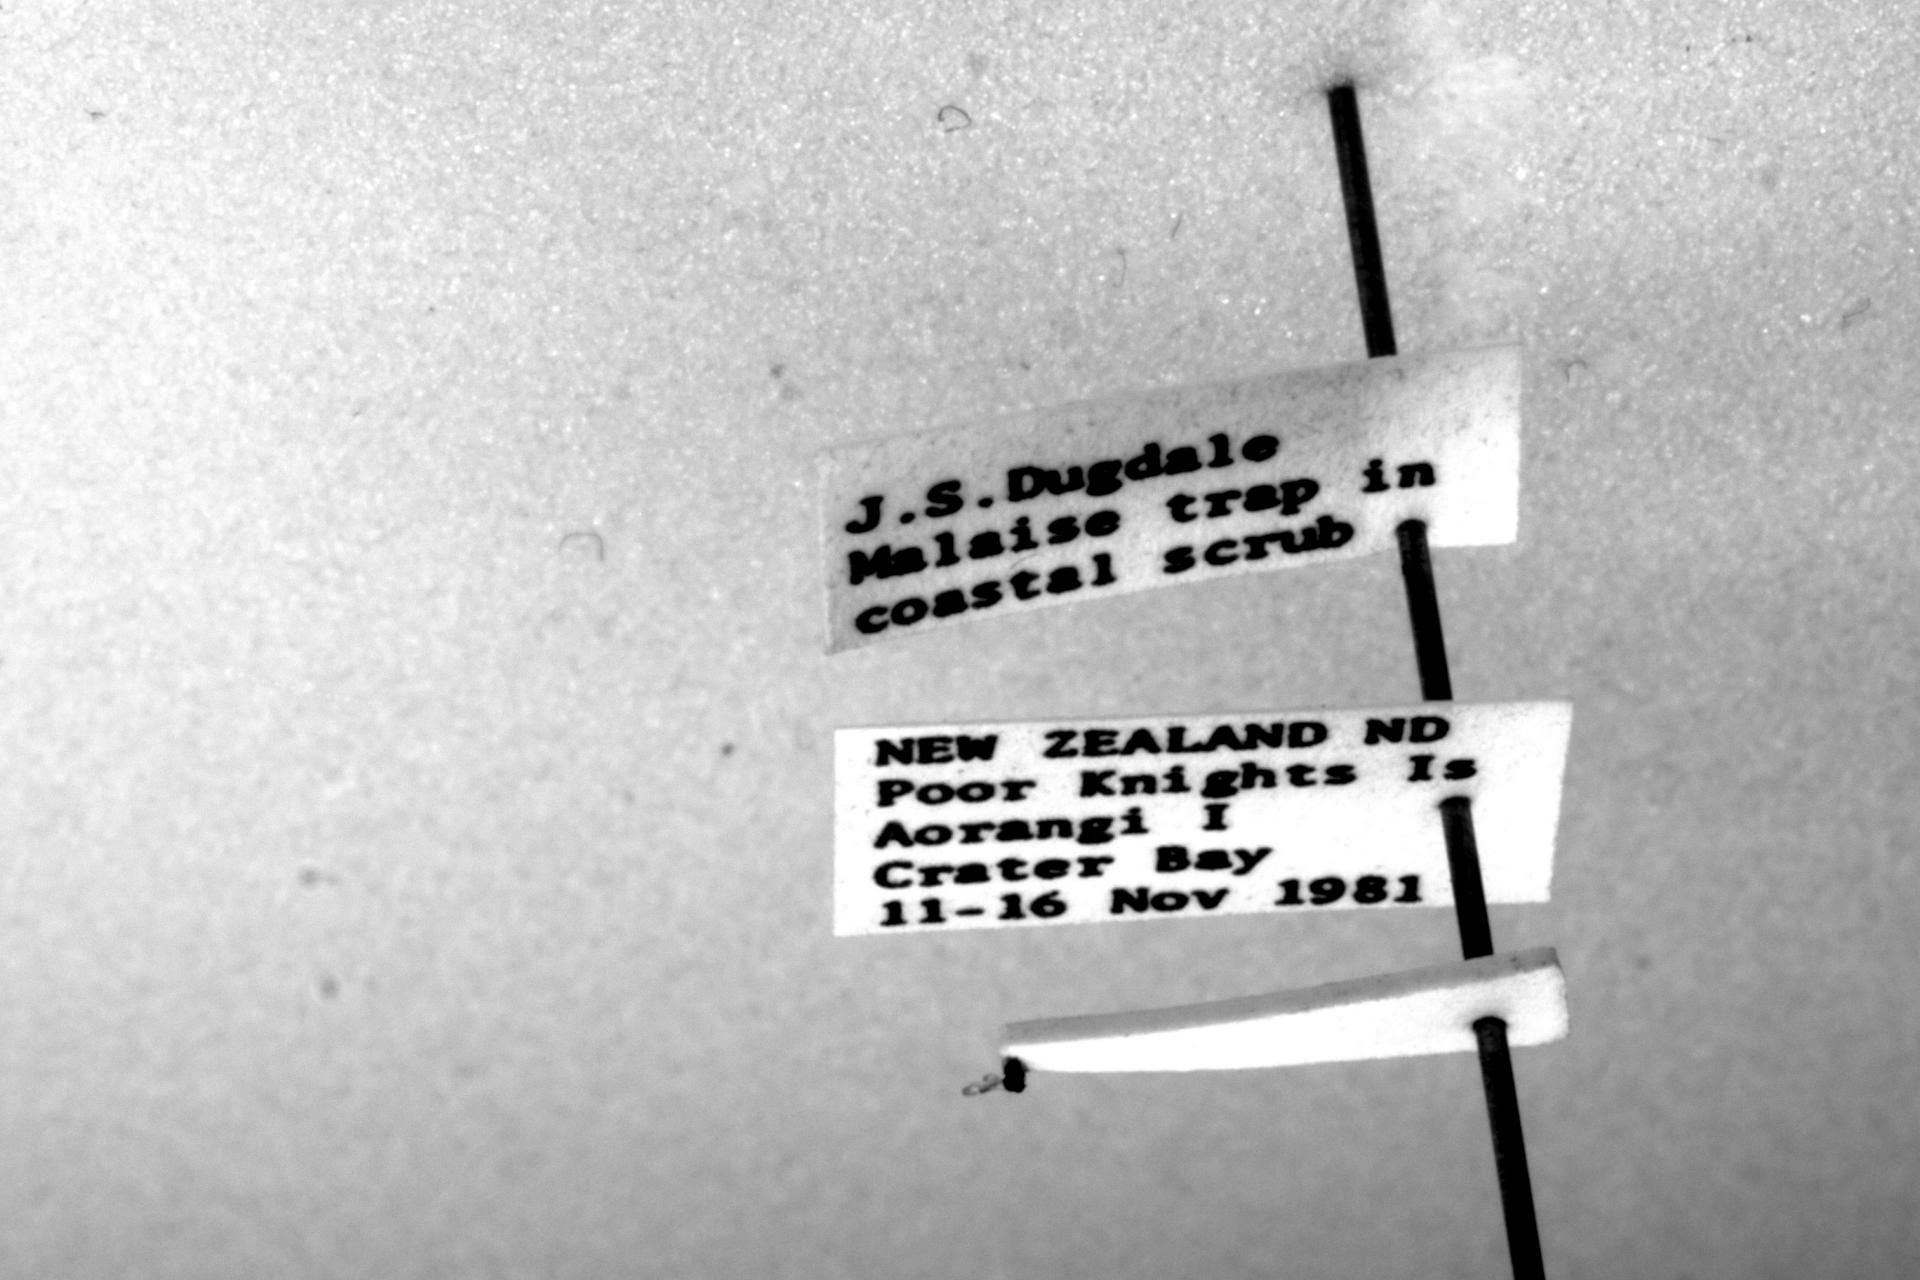 J.S.Dugdale
Malaise trap in
coastal scrub
NEW ZEALAND ND
Poor Knights Is
Aorangi I
Crater Bay
11-16 Nov 1981